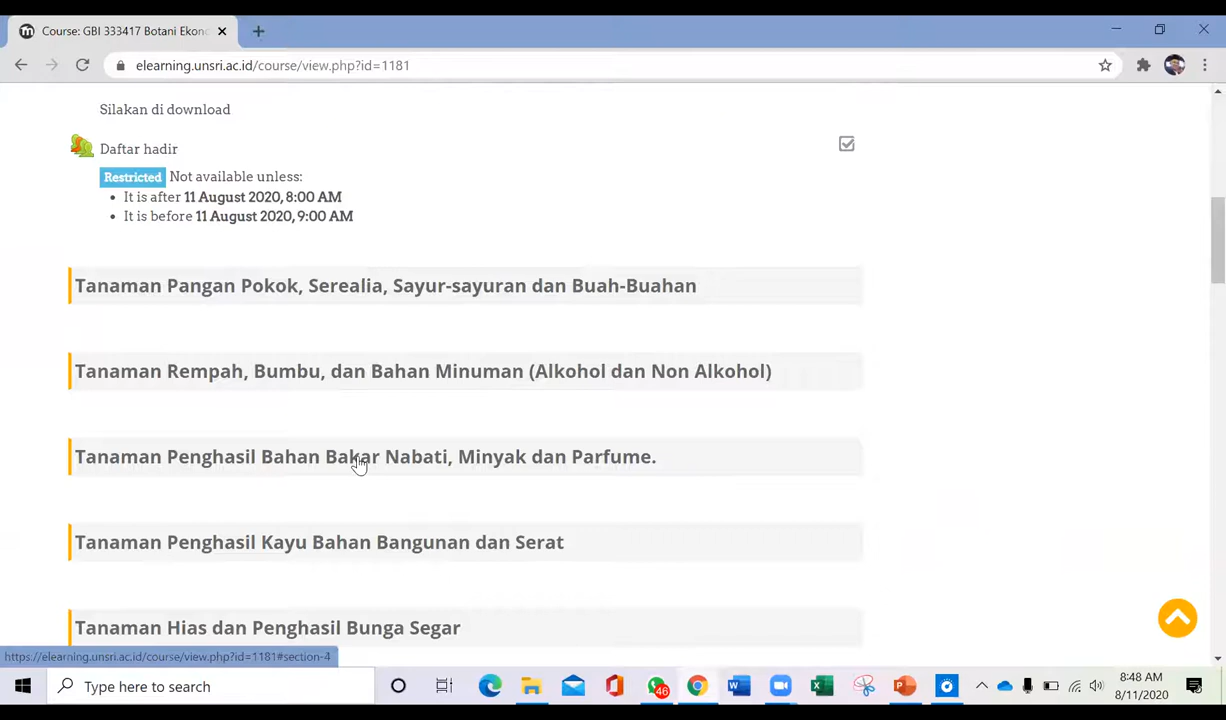 Course: GBI 333417 Botani Ekono
elearning.unsri.ac.id/course/view.php?id=1181
Silakan di download
Daftar hadir
Restricted Not available unless:
• It is after 11 August 2020, 8:00 AM
• It is before 11 August 2020, 9:00 AM
Tanaman Pangan Pokok, Serealia, Sayur-sayuran dan Buah-Buahan
Tanaman Rempah, Bumbu, dan Bahan Minuman (Alkohol dan Non Alkohol)
Tanaman Penghasil Bahan Bakar Nabati, Minyak dan Parfume.
Tanaman Penghasil Kayu Bahan Bangunan dan Serat
Tanaman Hias dan Penghasil Bunga Segar
https://elearning.unsri.ac.id/course/view.php?id=1181#section-4
Type here to search
46
8:48 AM
8/11/2020